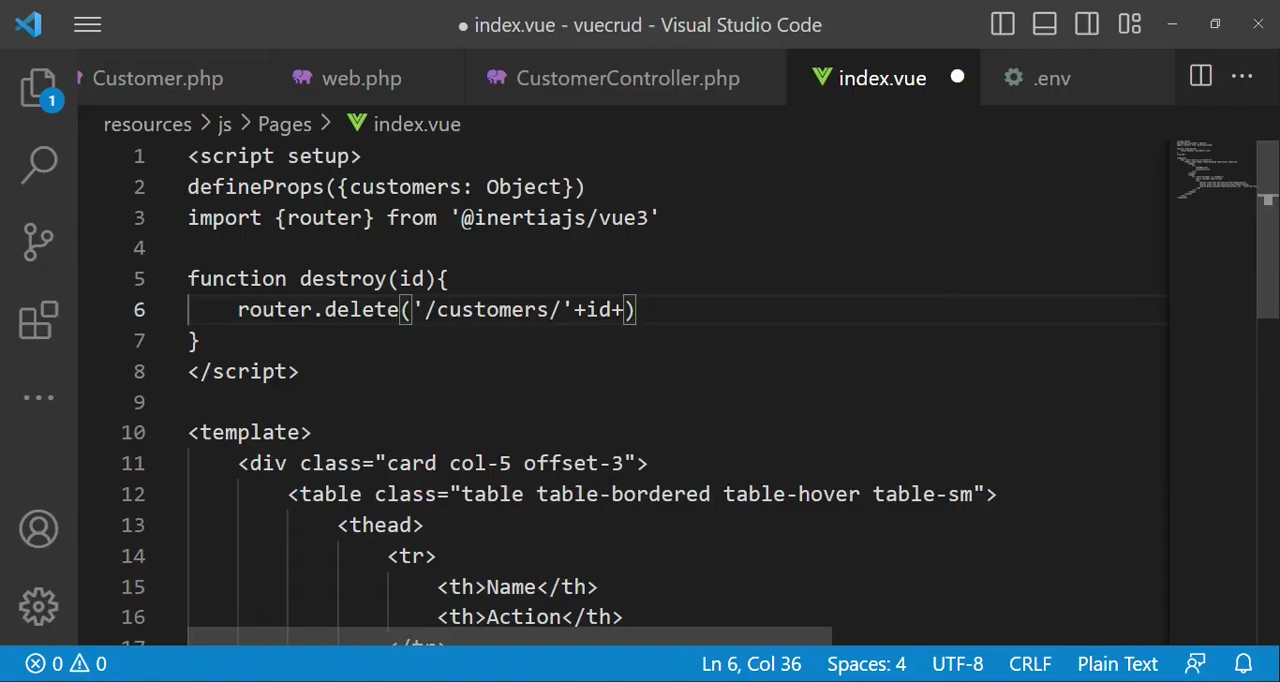 ● index.vue - vuecrud - Visual Studio Code
Customer.php
web.php
CustomerController.php
index.vue
.env
1
resources > js > Pages > index.vue
1 <script setup>
2 defineProps({customers: Object})
3 import {router} from '@inertiajs/vue3'
4
5 function destroy(id){
6 router.delete('/customers/'+id+)
7 }
8 </script>
9
10 <template>
11 <div class="card col-5 offset-3">
12 <table class="table table-bordered table-hover table-sm">
13 <thead>
14 <tr>
15 <th>Name</th>
16 <th>Action</th>
17 </tr>
0 0 Ln 6, Col 36 Spaces: 4 UTF-8 CRLF Plain Text